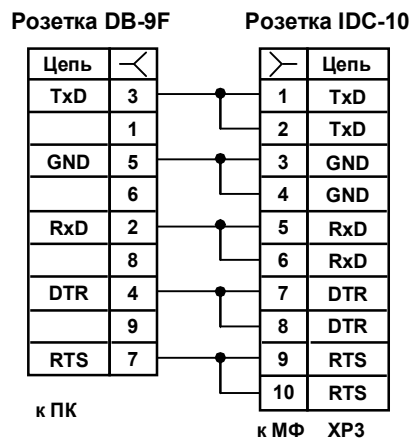 Розетка DB-9F Розетка IDC-10
Цепь Цепь
TxD 3 1 TxD
1 2 TxD
GND 5 3 GND
6 4 GND
RxD 2 5 RxD
8 6 RxD
DTR 4 7 DTR
9 8 DTR
RTS 7 9 RTS
10 RTS
к ПК
к МФ XP3